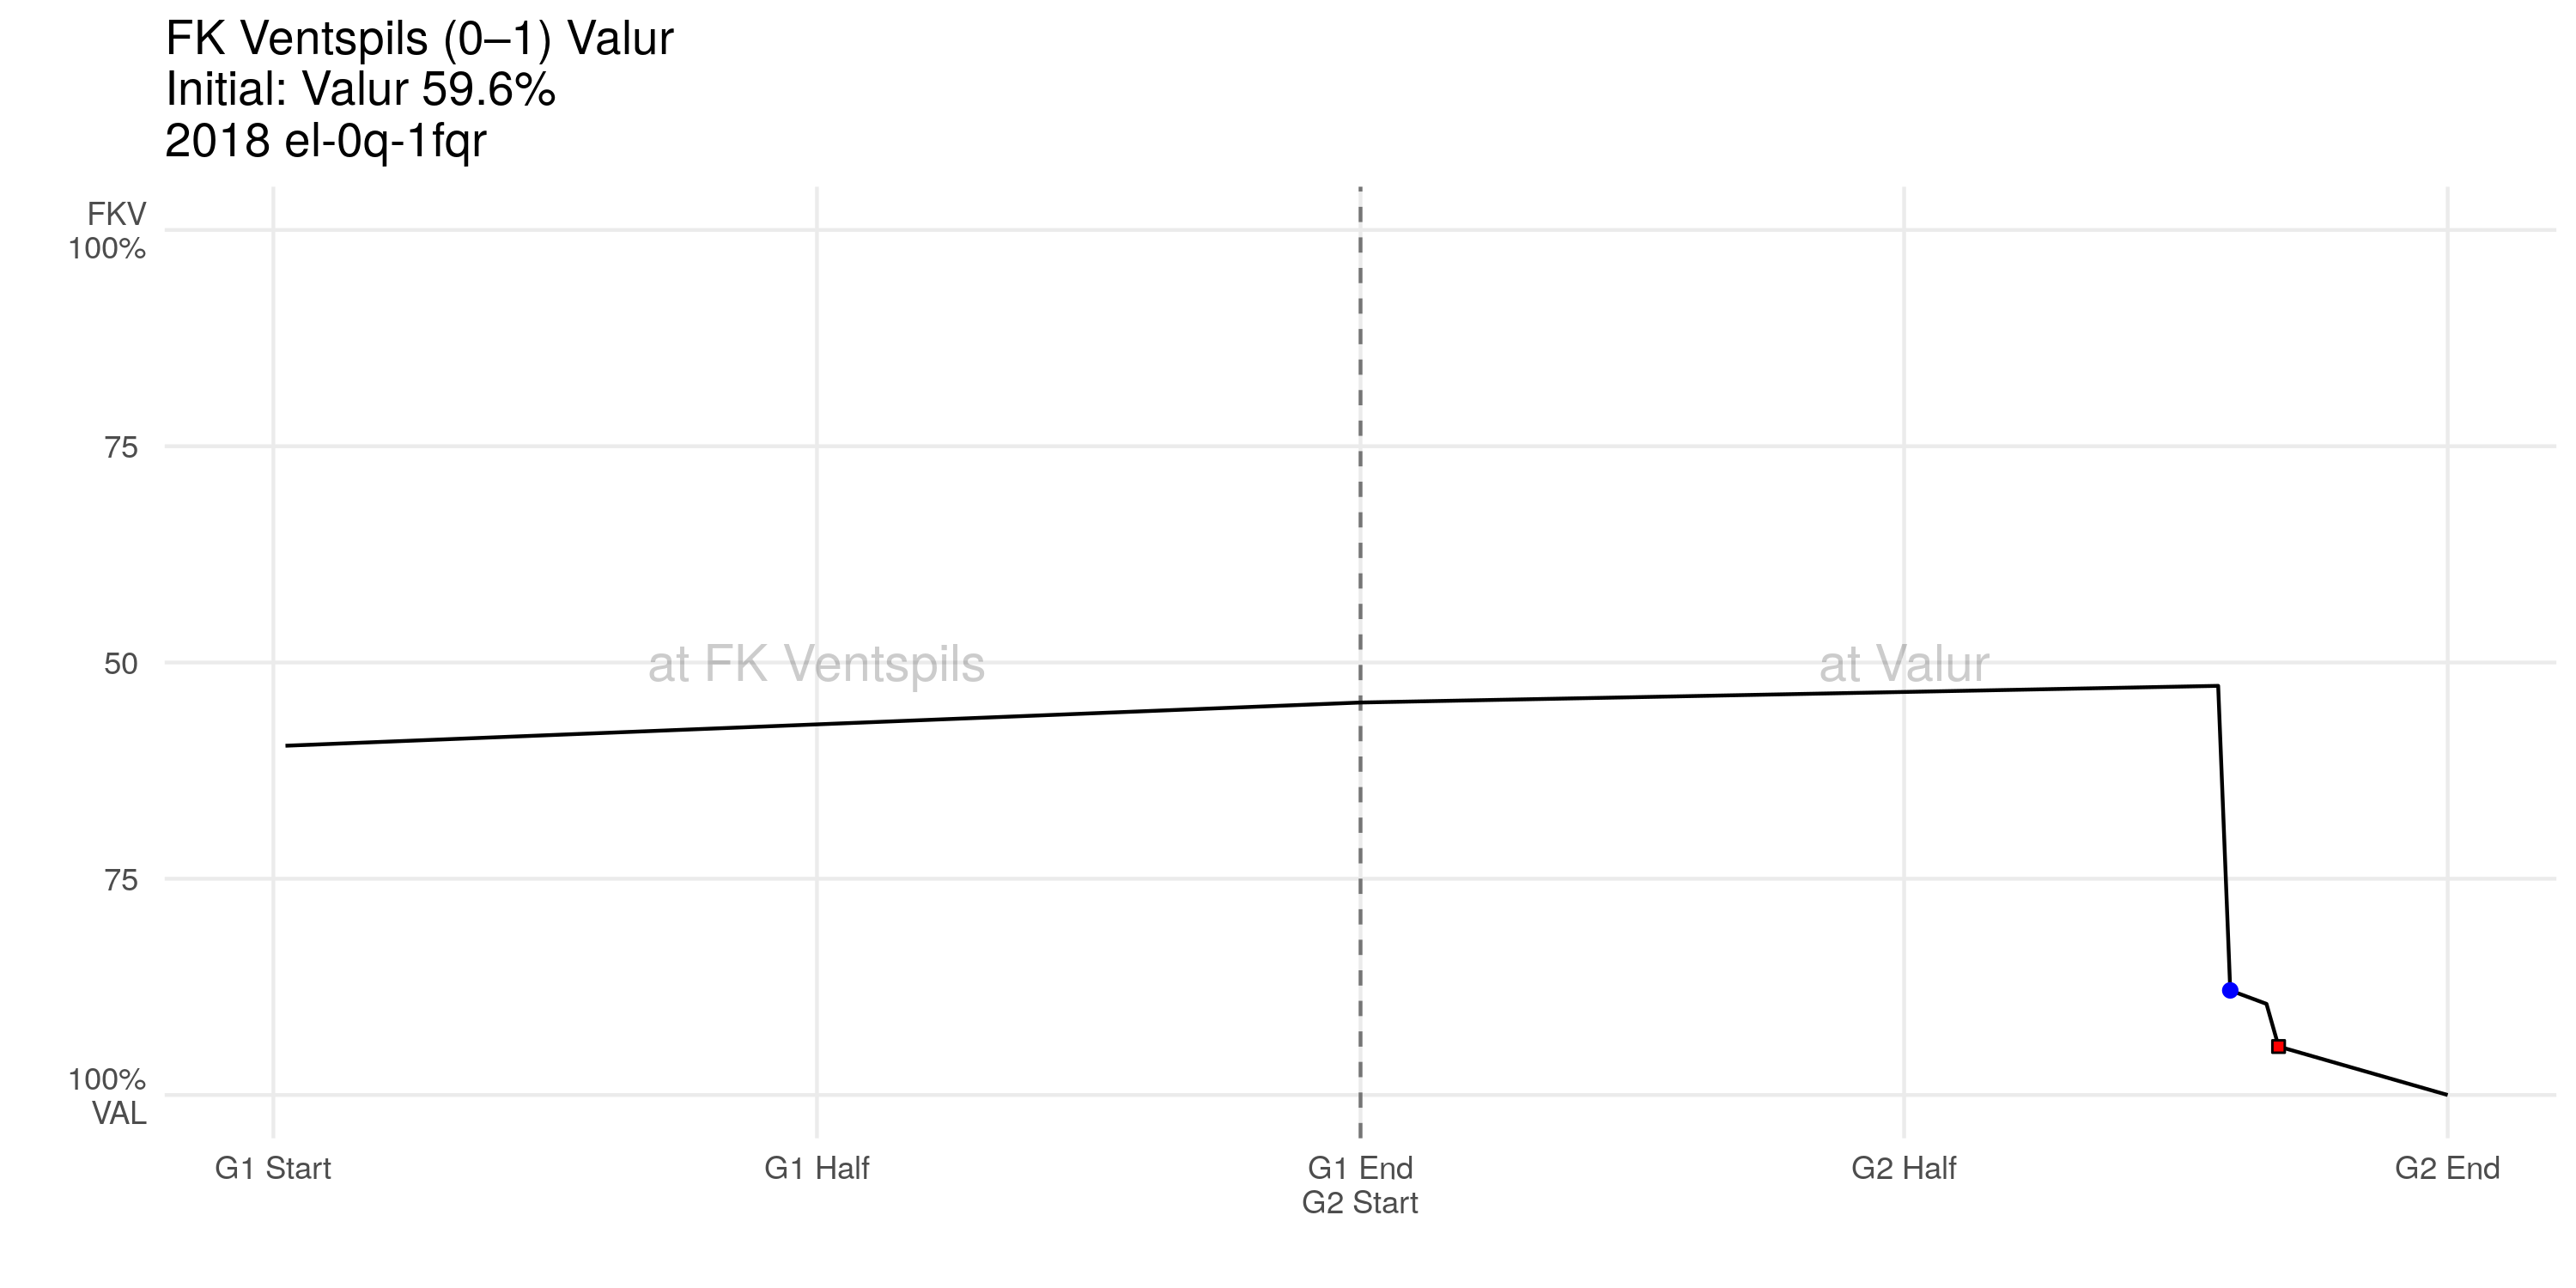 FK Ventspils (0–1) Valur
Initial: Valur 59.6%
2018 el-0q-1fqr
FKV
100%
75
50
75
100%
VAL
at FK Ventspils
at Valur
G1 Start
G1 Half
G1 End
G2 Start
G2 Half
G2 End